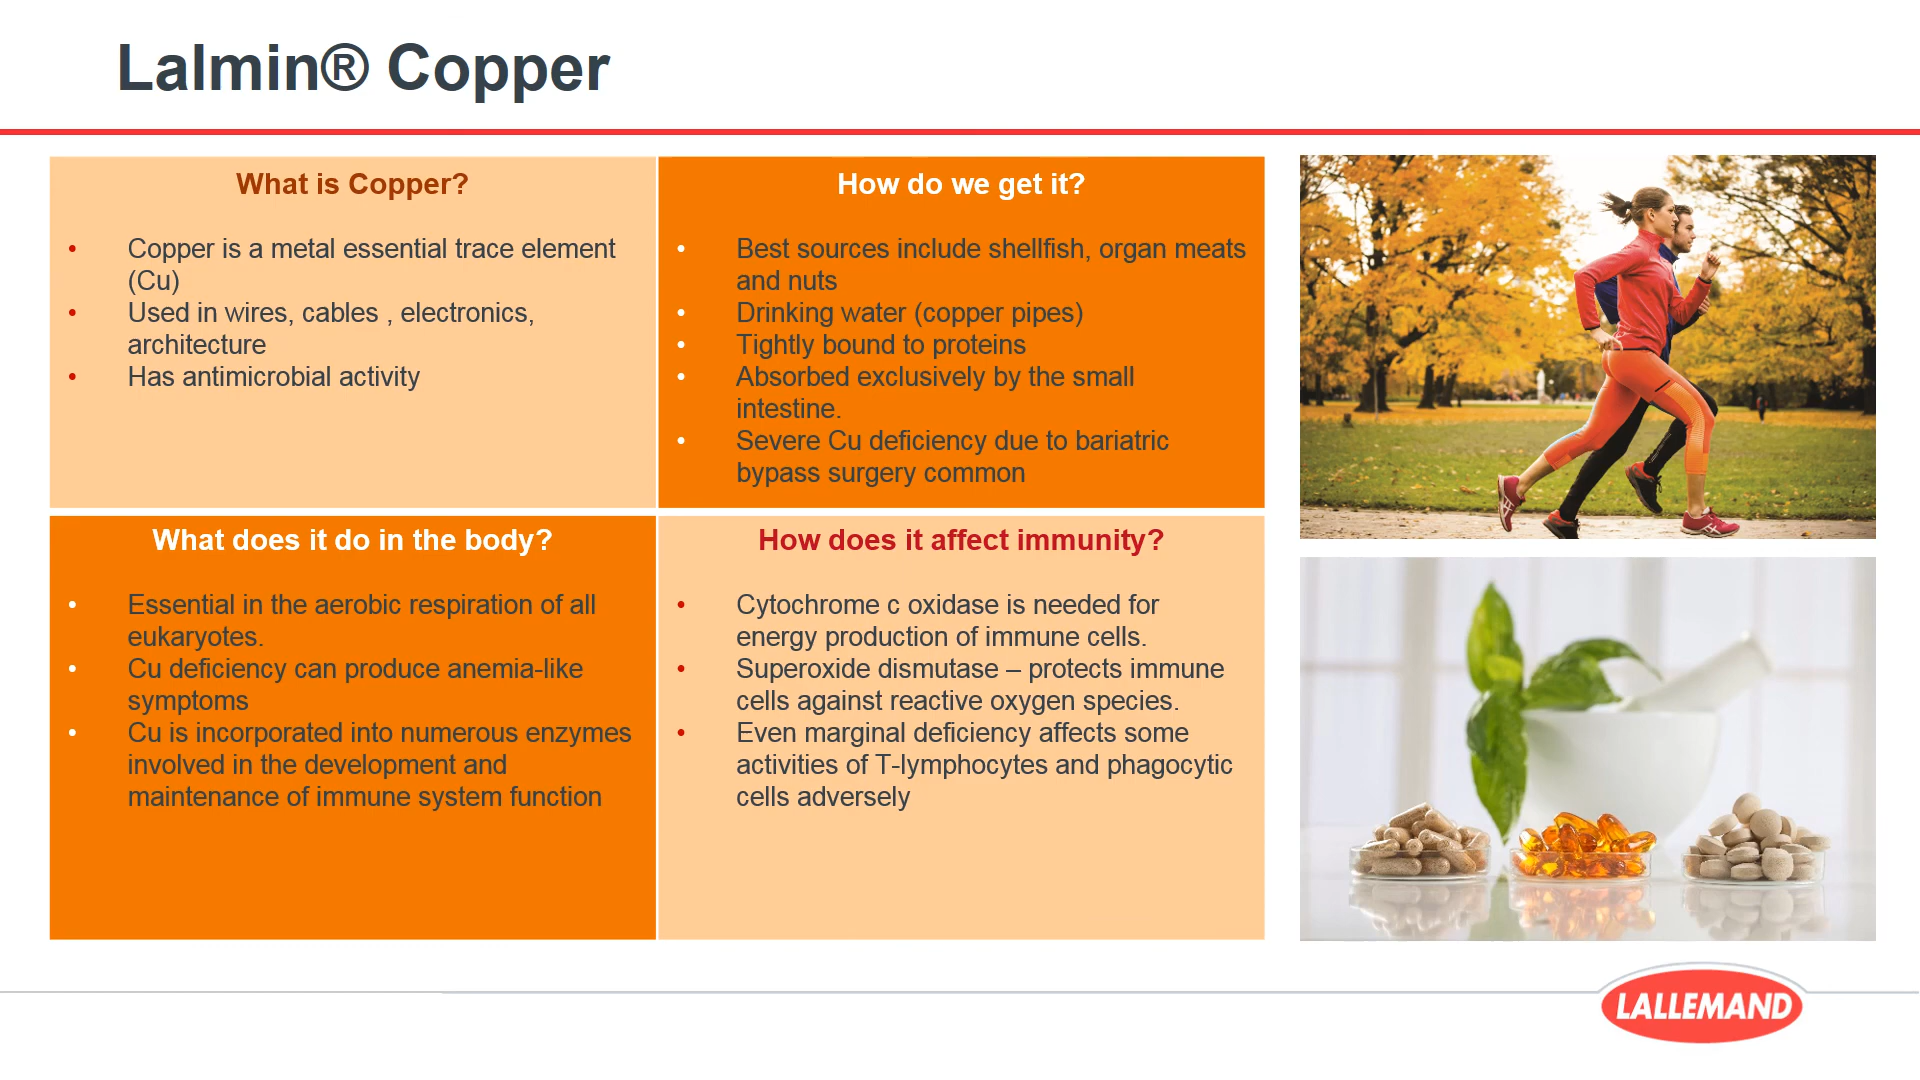 Lalmin® Copper
What is Copper?
• Copper is a metal essential trace element
(Cu)
• Used in wires, cables , electronics,
architecture
• Has antimicrobial activity
How do we get it?
• Best sources include shellfish, organ meats
and nuts
• Drinking water (copper pipes)
• Tightly bound to proteins
• Absorbed exclusively by the small
intestine.
• Severe Cu deficiency due to bariatric
bypass surgery common
What does it do in the body?
• Essential in the aerobic respiration of all
eukaryotes.
• Cu deficiency can produce anemia-like
symptoms
• Cu is incorporated into numerous enzymes
involved in the development and
maintenance of immune system function
How does it affect immunity?
• Cytochrome c oxidase is needed for
energy production of immune cells.
• Superoxide dismutase – protects immune
cells against reactive oxygen species.
• Even marginal deficiency affects some
activities of T-lymphocytes and phagocytic
cells adversely
LALLEMAND